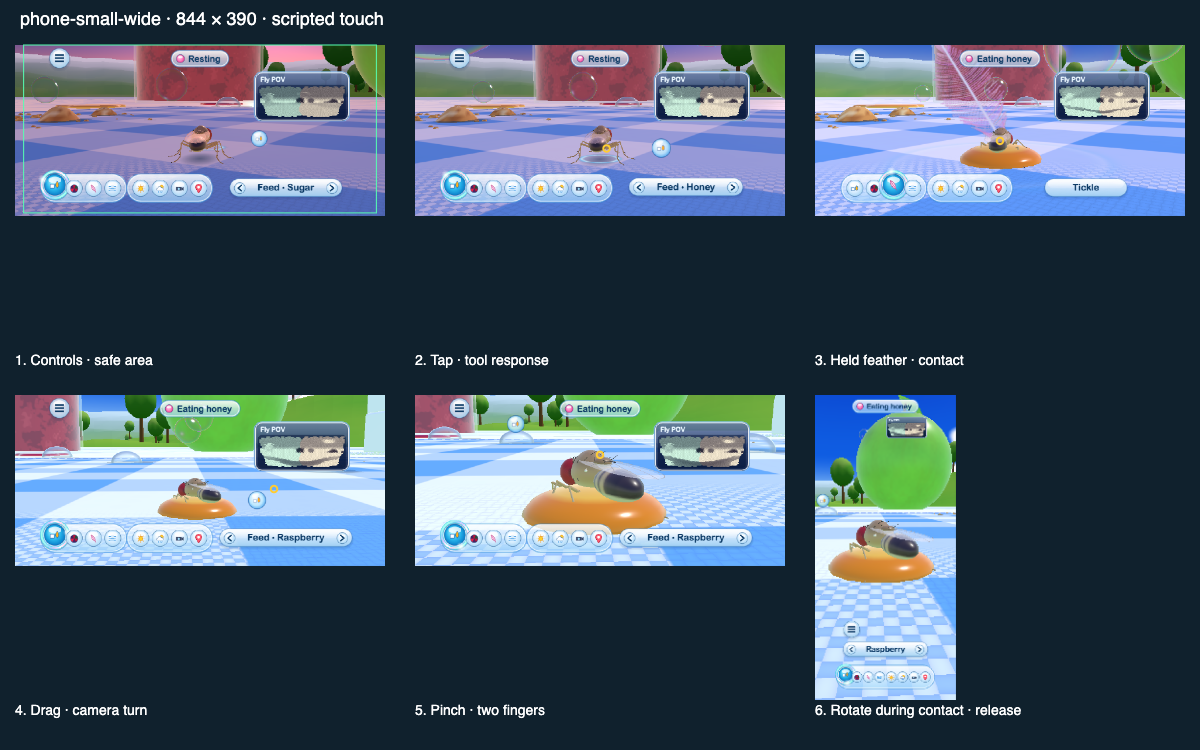 phone-small-wide · 844 × 390 · scripted touch
Resting
Fly POV
Feed · Sugar
1. Controls · safe area
Resting
Fly POV
Feed · Honey
2. Tap · tool response
Eating honey
Fly POV
Tickle
3. Held feather · contact
Eating honey
Fly POV
Feed · Raspberry
4. Drag · camera turn
Eating honey
Fly POV
Feed · Raspberry
5. Pinch · two fingers
Eating honey
Raspberry
6. Rotate during contact · release